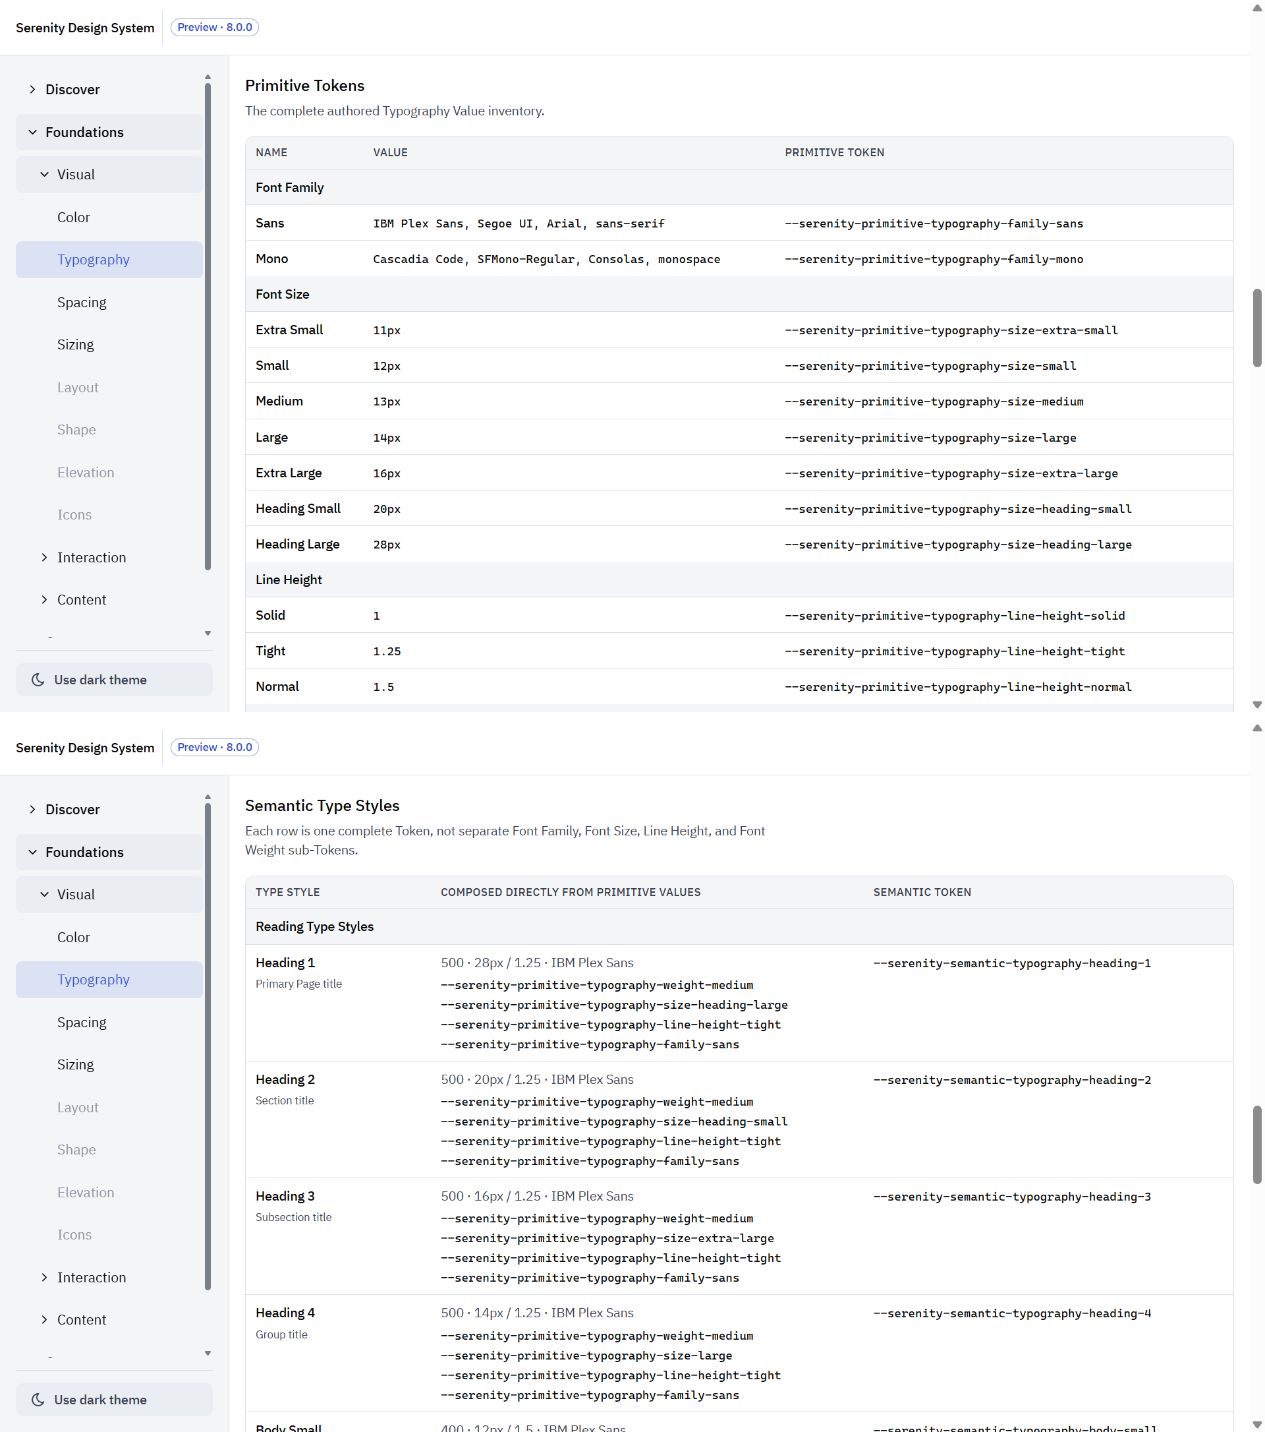 Serenity Design System
Preview · 8.0.0
Discover
Foundations
Visual
Color
Typography
Spacing
Sizing
Layout
Shape
Elevation
Icons
Interaction
Content
Use dark theme
Primitive Tokens
The complete authored Typography Value inventory.
NAME VALUE PRIMITIVE TOKEN
Font Family
Sans IBM Plex Sans, Segoe UI, Arial, sans-serif --serenity-primitive-typography-family-sans
Mono Cascadia Code, SFMono-Regular, Consolas, monospace --serenity-primitive-typography-family-mono
Font Size
Extra Small 11px --serenity-primitive-typography-size-extra-small
Small 12px --serenity-primitive-typography-size-small
Medium 13px --serenity-primitive-typography-size-medium
Large 14px --serenity-primitive-typography-size-large
Extra Large 16px --serenity-primitive-typography-size-extra-large
Heading Small 20px --serenity-primitive-typography-size-heading-small
Heading Large 28px --serenity-primitive-typography-size-heading-large
Line Height
Solid 1 --serenity-primitive-typography-line-height-solid
Tight 1.25 --serenity-primitive-typography-line-height-tight
Normal 1.5 --serenity-primitive-typography-line-height-normal
Serenity Design System
Preview · 8.0.0
Discover
Foundations
Visual
Color
Typography
Spacing
Sizing
Layout
Shape
Elevation
Icons
Interaction
Content
Use dark theme
Semantic Type Styles
Each row is one complete Token, not separate Font Family, Font Size, Line Height, and Font
Weight sub-Tokens.
TYPE STYLE COMPOSED DIRECTLY FROM PRIMITIVE VALUES SEMANTIC TOKEN
Reading Type Styles
Heading 1 500 · 28px / 1.25 · IBM Plex Sans --serenity-semantic-typography-heading-1
Primary Page title --serenity-primitive-typography-weight-medium
--serenity-primitive-typography-size-heading-large
--serenity-primitive-typography-line-height-tight
--serenity-primitive-typography-family-sans
Heading 2 500 · 20px / 1.25 · IBM Plex Sans --serenity-semantic-typography-heading-2
Section title --serenity-primitive-typography-weight-medium
--serenity-primitive-typography-size-heading-small
--serenity-primitive-typography-line-height-tight
--serenity-primitive-typography-family-sans
Heading 3 500 · 16px / 1.25 · IBM Plex Sans --serenity-semantic-typography-heading-3
Subsection title --serenity-primitive-typography-weight-medium
--serenity-primitive-typography-size-extra-large
--serenity-primitive-typography-line-height-tight
--serenity-primitive-typography-family-sans
Heading 4 500 · 14px / 1.25 · IBM Plex Sans --serenity-semantic-typography-heading-4
Group title --serenity-primitive-typography-weight-medium
--serenity-primitive-typography-size-large
--serenity-primitive-typography-line-height-tight
--serenity-primitive-typography-family-sans
Body Small 400 · 12px / 1.5 · IBM Plex Sans --serenity-semantic-typography-body-small